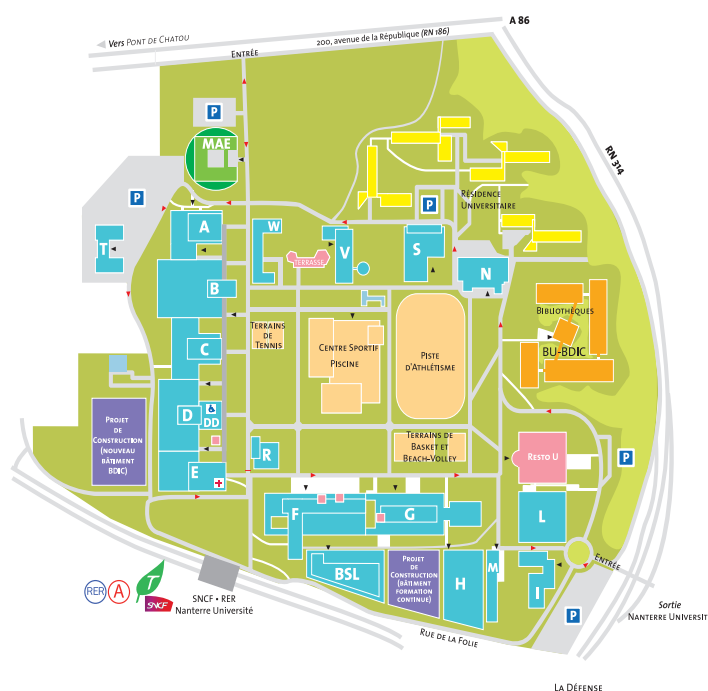 A 86
Vers Pont de Chatou
200, avenue de la République (RN 186)
Entrée
P
MAE
RN 314
P
Résidence
Universitaire
P
A
W
T
V
S
Terrasse
N
B
Bibliothèques
Terrains
de
Tennis
Centre Sportif
Piscine
Piste
d'Athlétisme
BU-BDIC
C
Projet
de
Construction
(nouveau
bâtiment
BDIC)
D
DD
Terrains de
Basket et
Beach-Volley
R
Resto U
P
E
F
G
L
BSL
Projet
de
Construction
(bâtiment
formation
continue)
H
M
I
Entrée
RER
A
T
SNCF
SNCF • RER
Nanterre Université
P
Sortie
Nanterre Universit
Rue de la Folie
La Défense